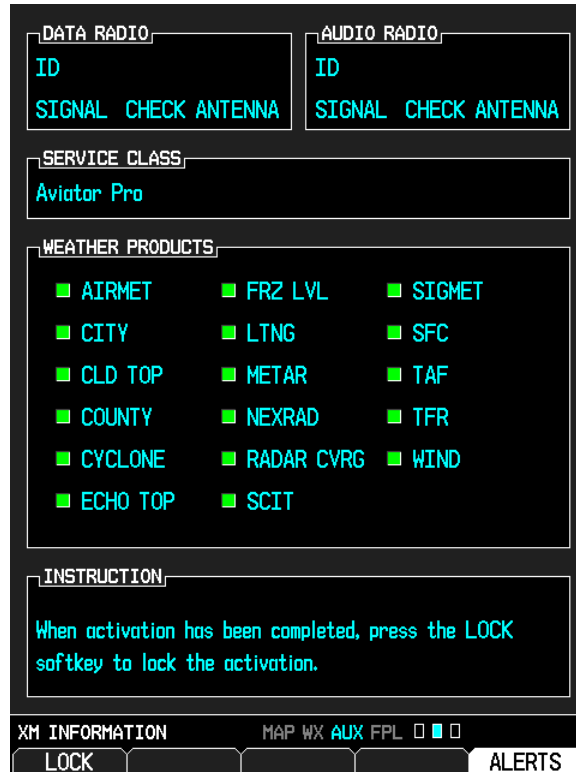 DATA RADIO
ID
SIGNAL CHECK ANTENNA
AUDIO RADIO
ID
SIGNAL CHECK ANTENNA
SERVICE CLASS
Aviator Pro
WEATHER PRODUCTS
AIRMET FRZ LVL SIGMET
CITY LTNG SFC
CLD TOP METAR TAF
COUNTY NEXRAD TFR
CYCLONE RADAR CVRG WIND
ECHO TOP SCIT
INSTRUCTION
When activation has been completed, press the LOCK
softkey to lock the activation.
XM INFORMATION MAP WX AUX FPL
LOCK ALERTS